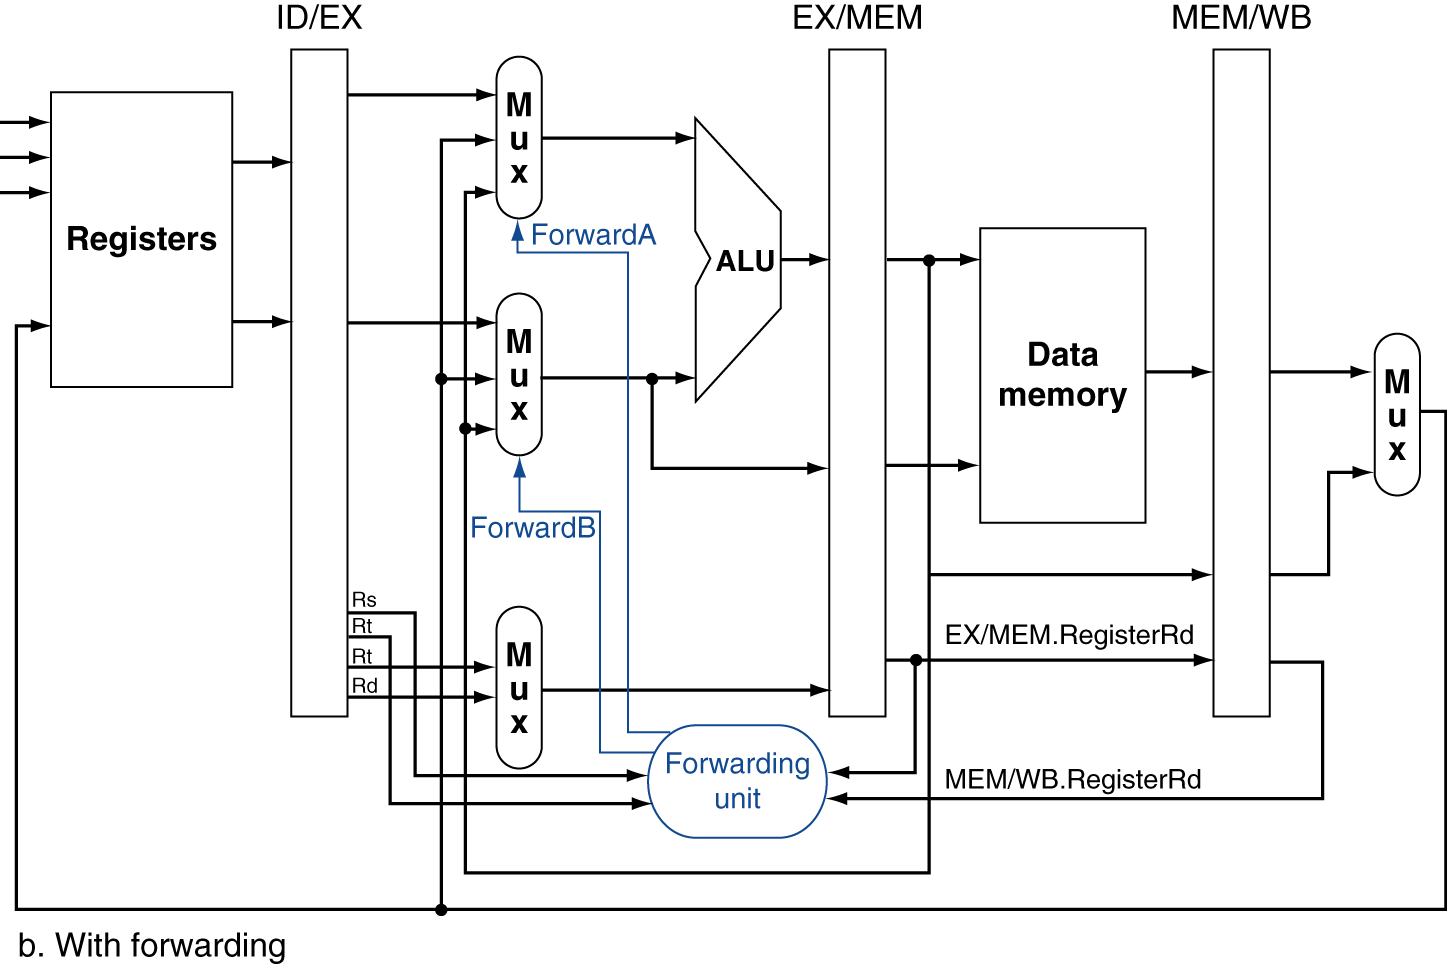 ID/EX
EX/MEM
MEM/WB
M
u
x
Registers
ForwardA
ALU
M
u
x
Data
memory
M
u
x
ForwardB
Rs
Rt
Rt
Rd
M
u
x
EX/MEM.RegisterRd
Forwarding
unit
MEM/WB.RegisterRd
b. With forwarding